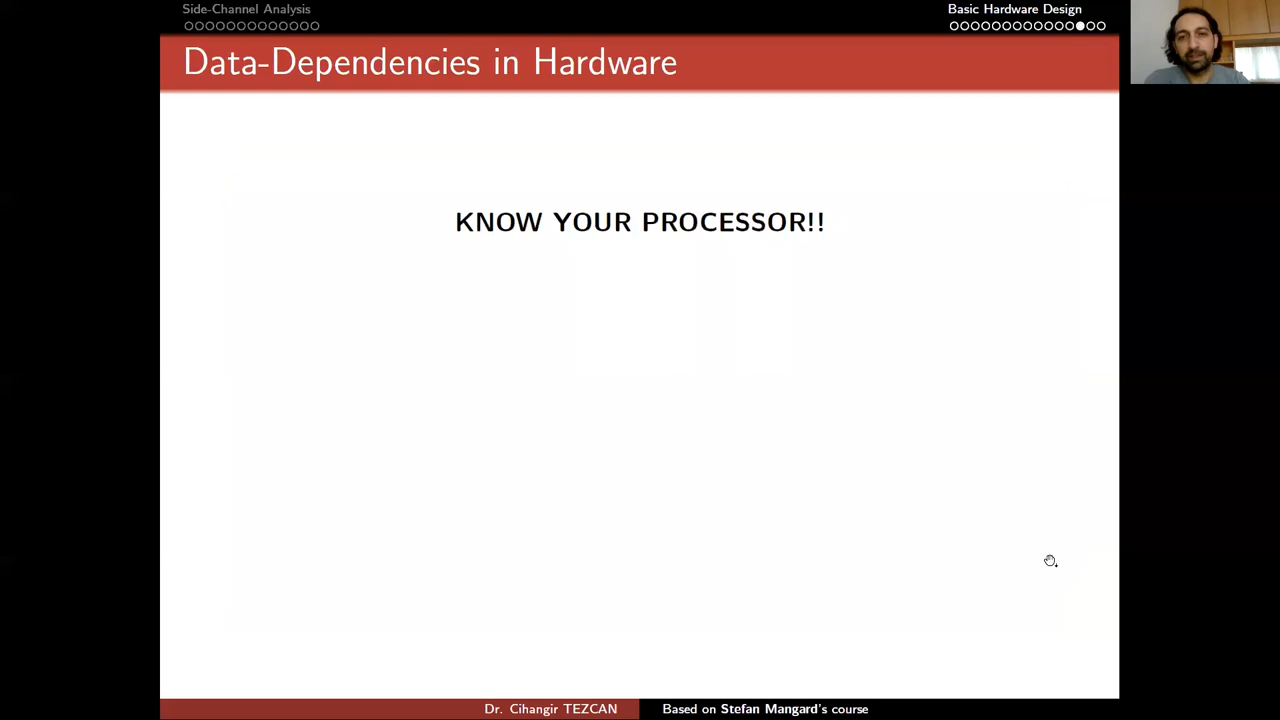 Side-Channel Analysis
Basic Hardware Design
Data-Dependencies in Hardware
KNOW YOUR PROCESSOR!!
Dr. Cihangir TEZCAN
Based on Stefan Mangard's course